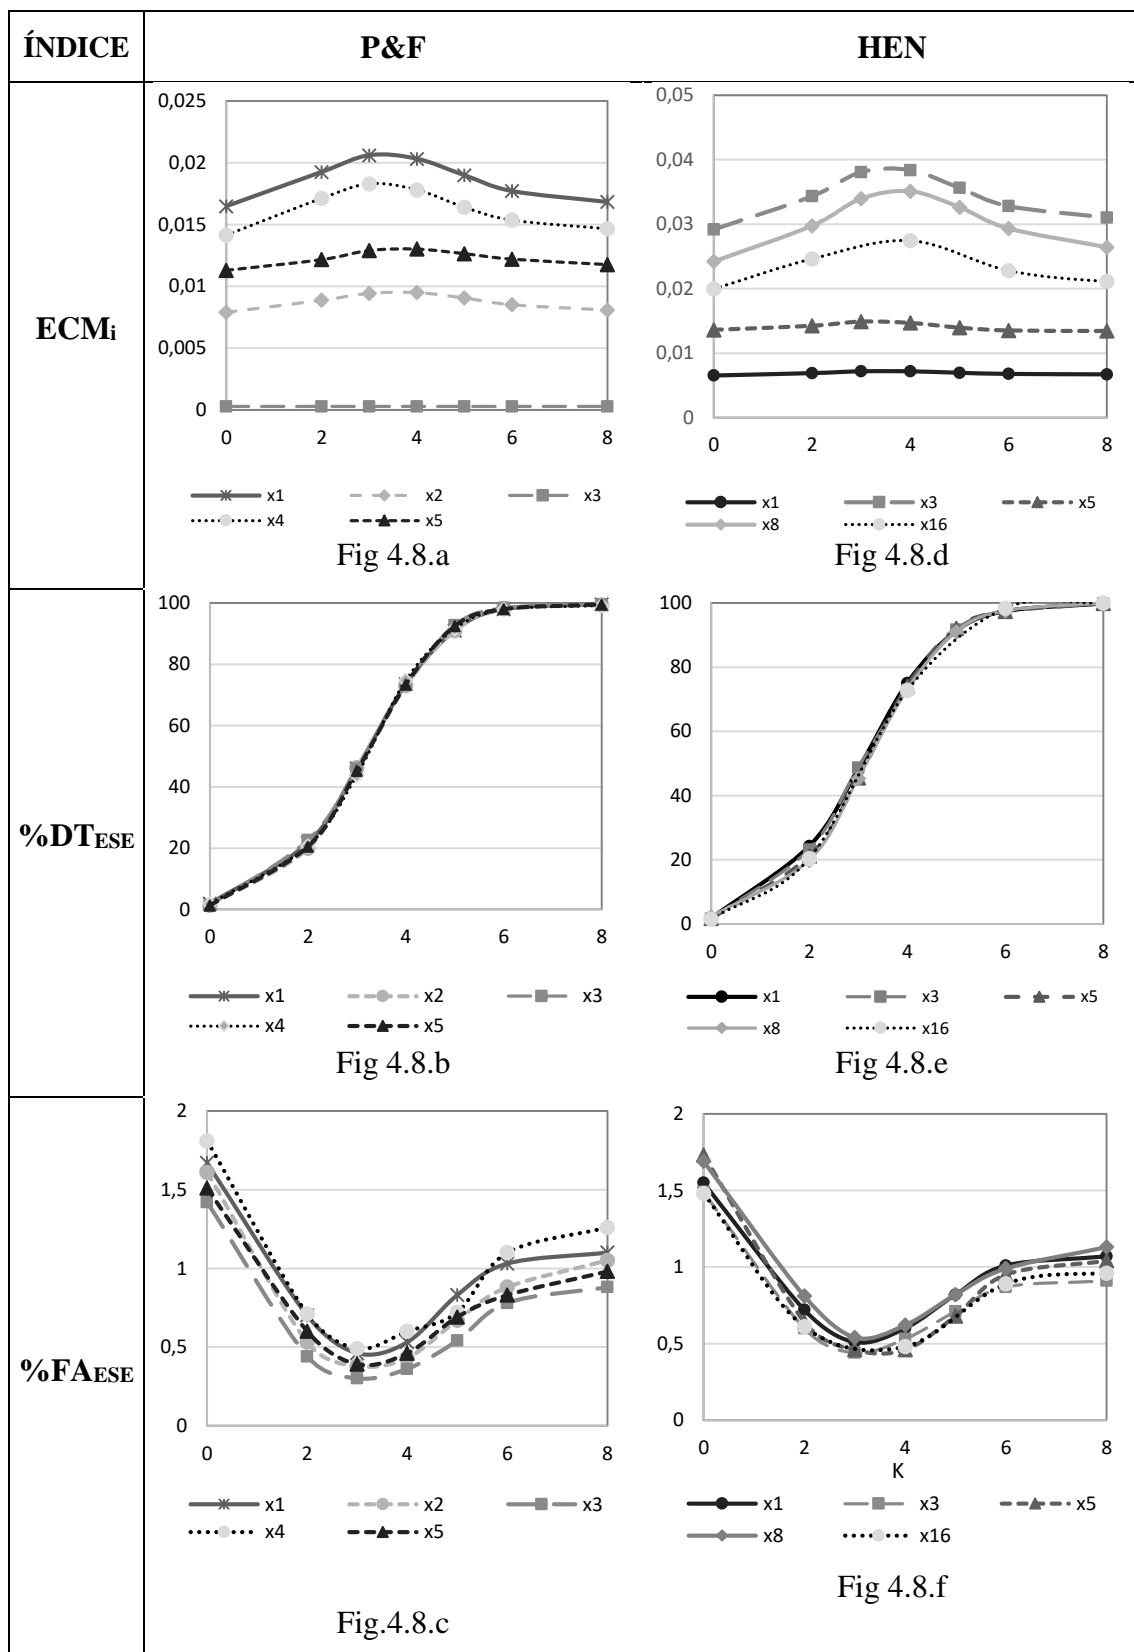 ÍNDICE P&F HEN
ECMi
0,025
0,02
0,015
0,01
0,005
0
0 2 4 6 8
x1 x2 x3
x4 x5
Fig 4.8.a
0,05
0,04
0,03
0,02
0,01
0
0 2 4 6 8
x1 x3 x5
x8 x16
Fig 4.8.d
%DTESE
100
80
60
40
20
0
0 2 4 6 8
x1 x2 x3
x4 x5
Fig 4.8.b
100
80
60
40
20
0
0 2 4 6 8
x1 x3 x5
x8 x16
Fig 4.8.e
%FAESE
2
1,5
1
0,5
0
0 2 4 6 8
x1 x2 x3
x4 x5
Fig.4.8.c
2
1,5
1
0,5
0
0 2 4 6 8
K
x1 x3 x5
x8 x16
Fig 4.8.f